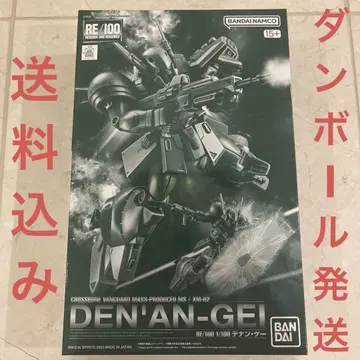 ダンボール発送
送料込み
RE/100
BANDAI NAMCO
15+
CROSSBONE VANGUARD MASS-PRODUCED MS / XM-02
DEN'AN-GEI
RE/100 1/100 デナン・ゲー
BANDAI